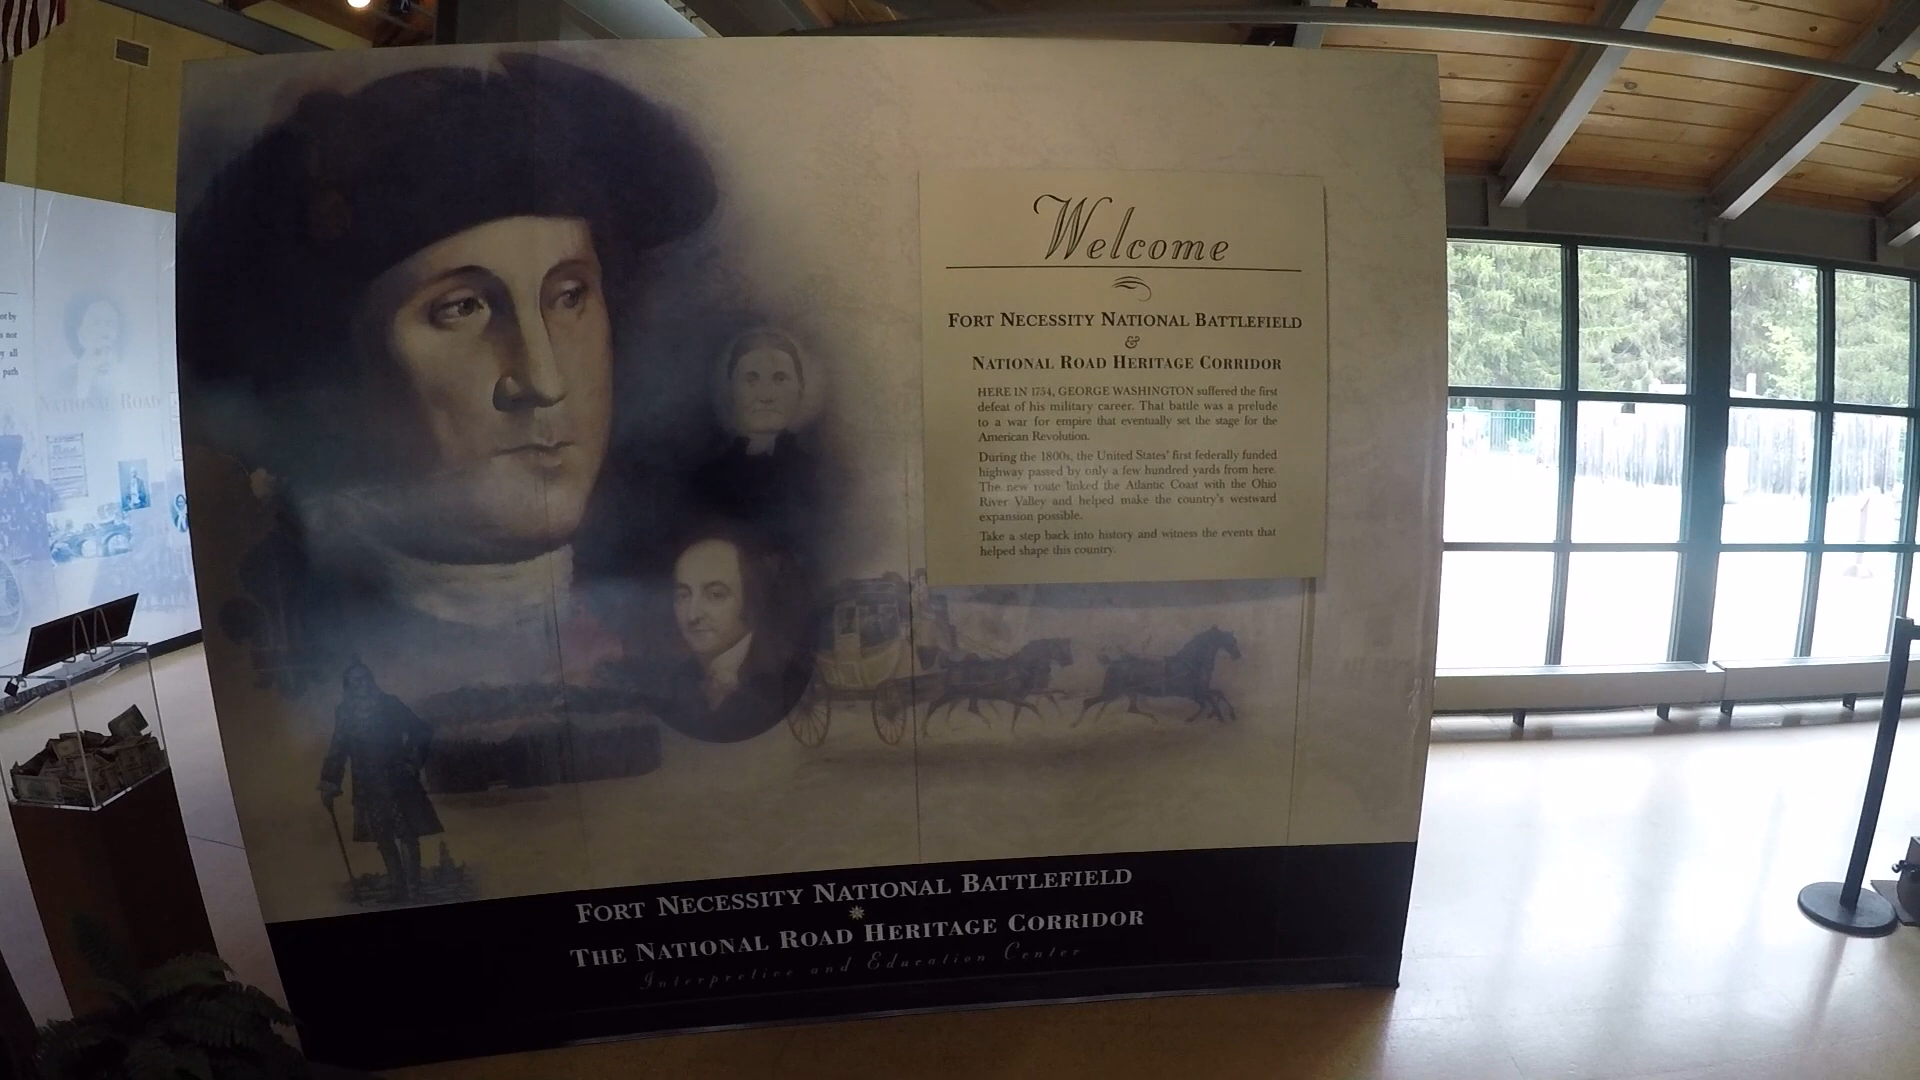 Welcome
FORT NECESSITY NATIONAL BATTLEFIELD
&
NATIONAL ROAD HERITAGE CORRIDOR
HERE IN 1754, GEORGE WASHINGTON suffered the first
defeat of his military career. That battle was a prelude
to a war for empire that eventually set the stage for the
American Revolution.
During the 1800s, the United States' first federally funded
highway passed by only a few hundred yards from here.
The new route linked the Atlantic Coast with the Ohio
River Valley and helped make the country's westward
expansion possible.
Take a step back into history and witness the events that
helped shape this country.
FORT NECESSITY NATIONAL BATTLEFIELD
THE NATIONAL ROAD HERITAGE CORRIDOR
Interpretive and Education Center
not
all
path
NATIONAL ROAD